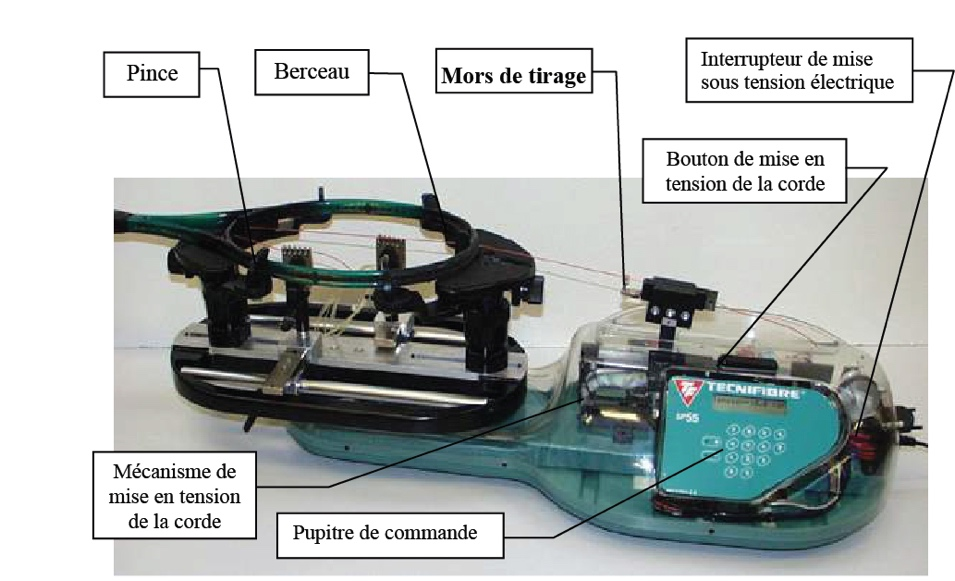 Pince
Berceau
Mors de tirage
Interrupteur de mise
sous tension électrique
Bouton de mise en
tension de la corde
TECNIFIBRE
SP55
Mécanisme de
mise en tension
de la corde
Pupitre de commande